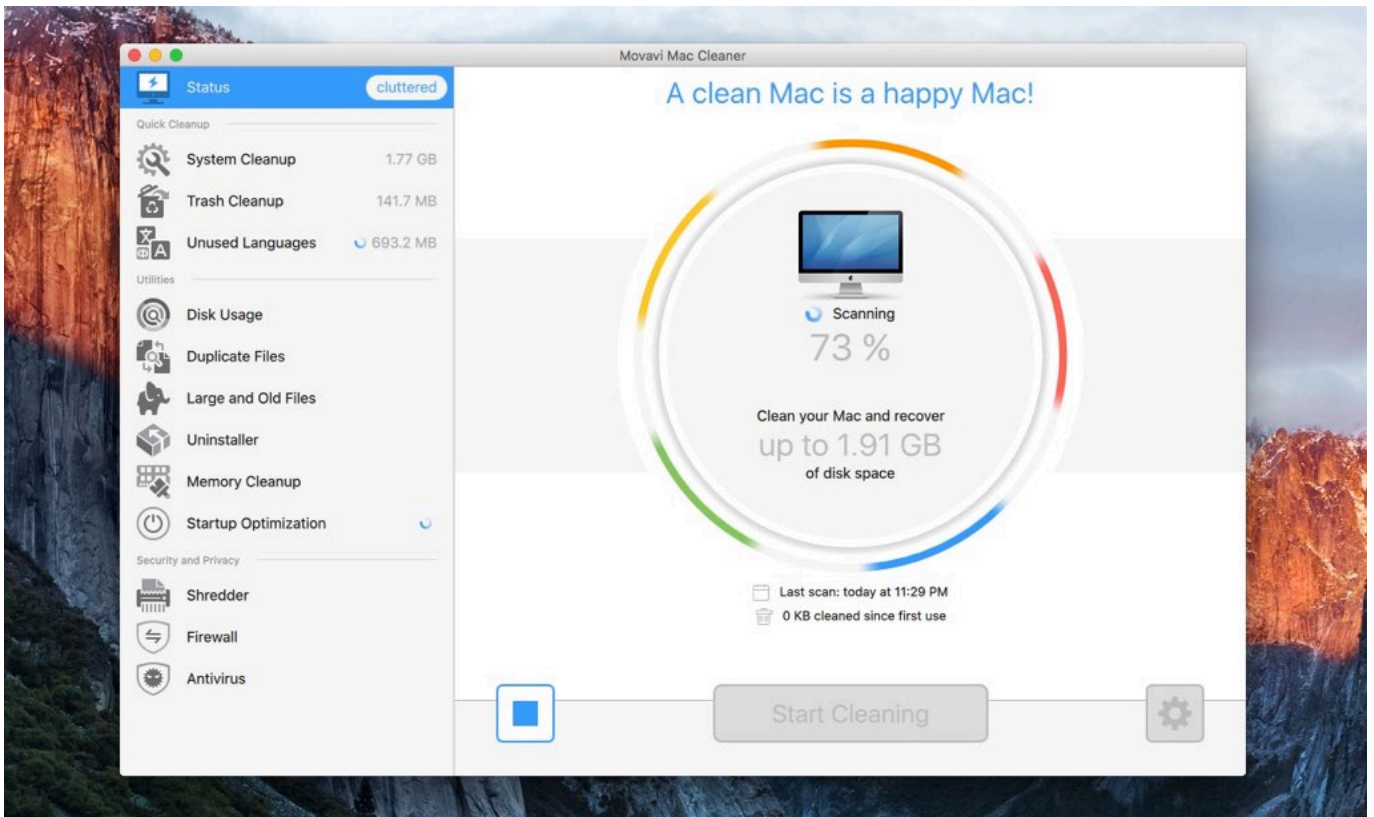 Movavi Mac Cleaner
Status
cluttered
Quick Cleanup
System Cleanup 1.77 GB
Trash Cleanup 141.7 MB
Unused Languages 693.2 MB
Utilities
Disk Usage
Duplicate Files
Large and Old Files
Uninstaller
Memory Cleanup
Startup Optimization
Security and Privacy
Shredder
Firewall
Antivirus
A clean Mac is a happy Mac!
Scanning
73 %
Clean your Mac and recover
up to 1.91 GB
of disk space
Last scan: today at 11:29 PM
0 KB cleaned since first use
Start Cleaning